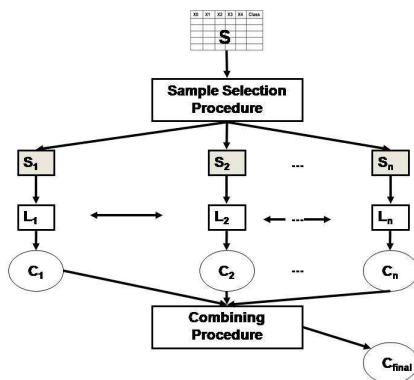 X0 X1 X2 X3 X4 Class
S
Sample Selection
Procedure
S1 S2 --- Sn
L1 L2 --- Ln
C1 C2 --- Cn
Combining
Procedure
Cfinal